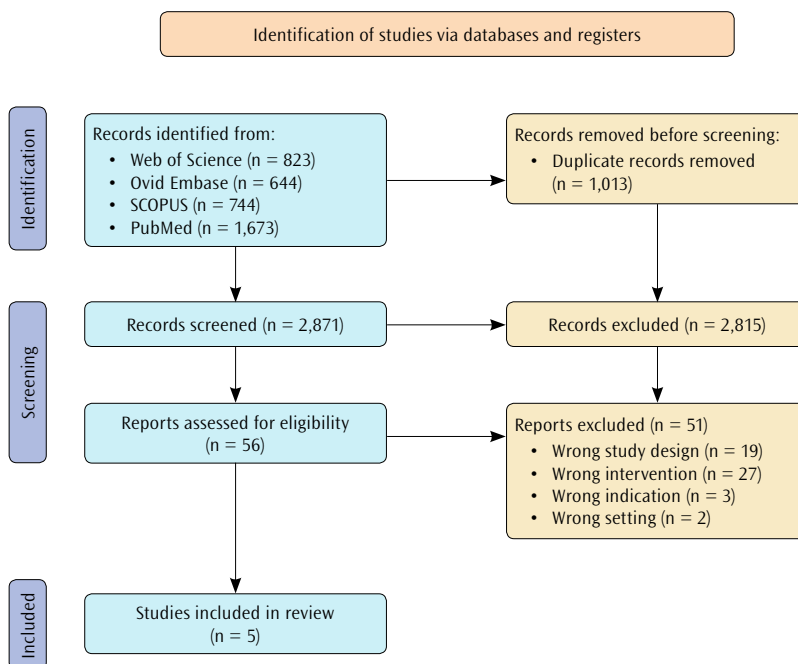 Identification of studies via databases and registers
Identification
Records identified from:
• Web of Science (n = 823)
• Ovid Embase (n = 644)
• SCOPUS (n = 744)
• PubMed (n = 1,673)
Records removed before screening:
• Duplicate records removed
(n = 1,013)
Screening
Records screened (n = 2,871)
Records excluded (n = 2,815)
Reports assessed for eligibility
(n = 56)
Reports excluded (n = 51)
• Wrong study design (n = 19)
• Wrong intervention (n = 27)
• Wrong indication (n = 3)
• Wrong setting (n = 2)
Included
Studies included in review
(n = 5)